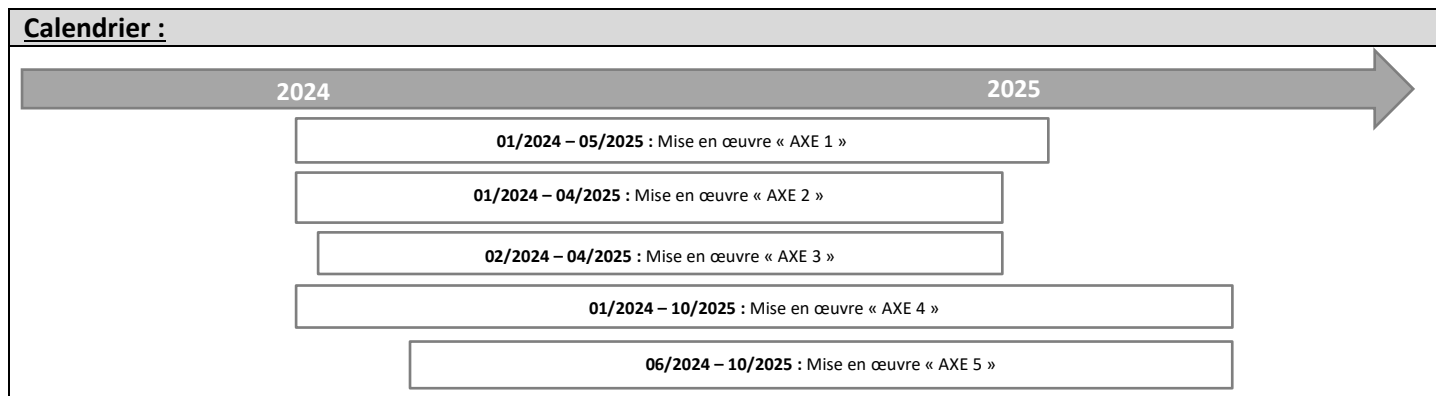 Calendrier :
2024 2025
01/2024 – 05/2025 : Mise en œuvre « AXE 1 »
01/2024 – 04/2025 : Mise en œuvre « AXE 2 »
02/2024 – 04/2025 : Mise en œuvre « AXE 3 »
01/2024 – 10/2025 : Mise en œuvre « AXE 4 »
06/2024 – 10/2025 : Mise en œuvre « AXE 5 »